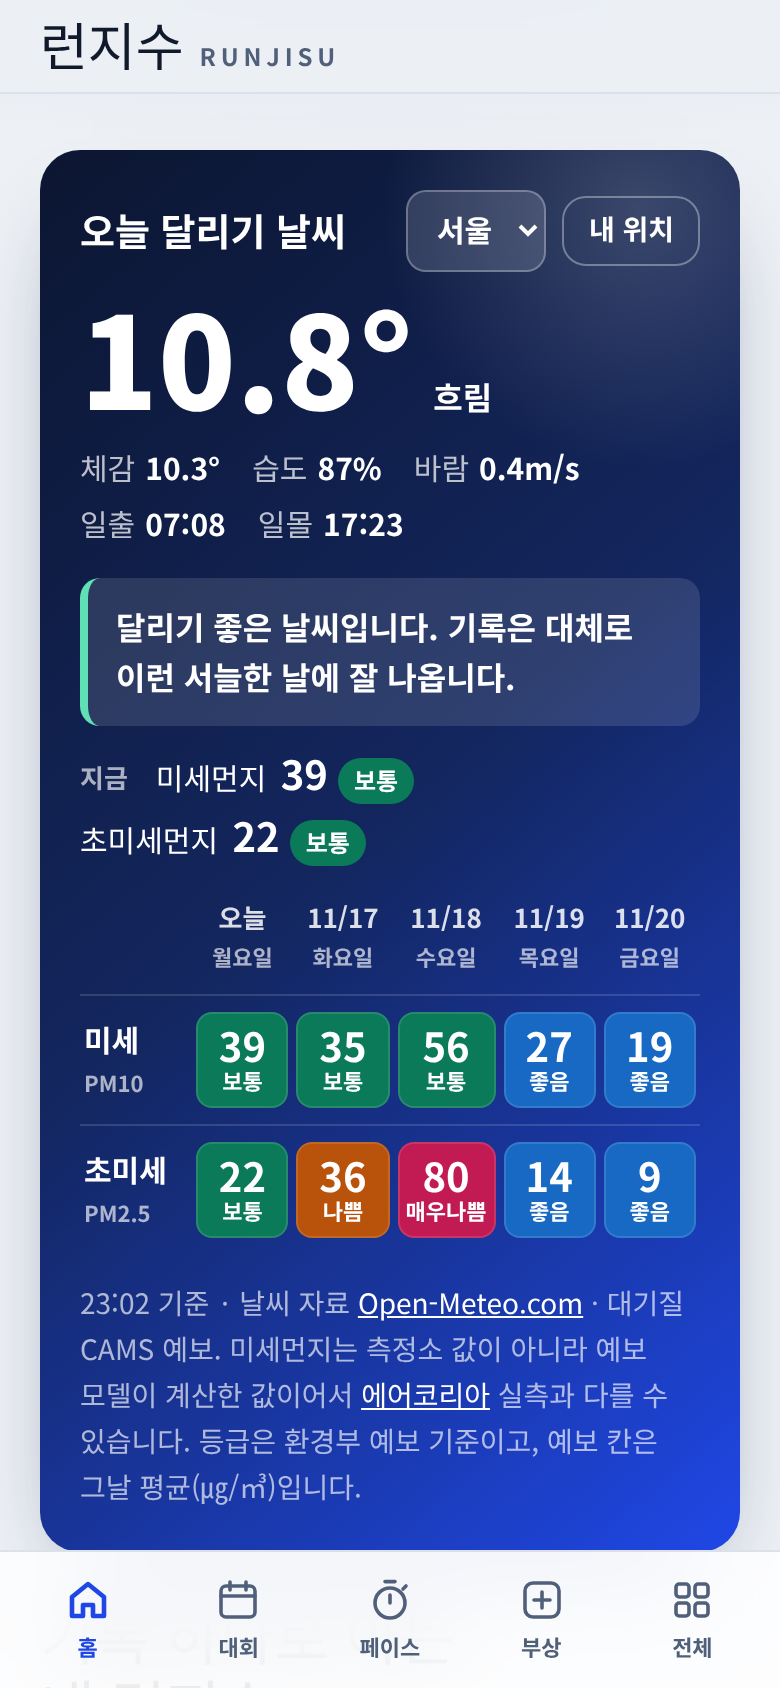 런지수 RUNJISU
오늘 달리기 날씨 서울 내 위치
10.8° 흐림
체감 10.3° 습도 87% 바람 0.4m/s
일출 07:08 일몰 17:23
달리기 좋은 날씨입니다. 기록은 대체로
이런 서늘한 날에 잘 나옵니다.
지금 미세먼지 39 보통
초미세먼지 22 보통
오늘 11/17 11/18 11/19 11/20
월요일 화요일 수요일 목요일 금요일
미세 39 35 56 27 19
PM10 보통 보통 보통 좋음 좋음
초미세 22 36 80 14 9
PM2.5 보통 나쁨 매우나쁨 좋음 좋음
23:02 기준 · 날씨 자료 Open-Meteo.com · 대기질
CAMS 예보. 미세먼지는 측정소 값이 아니라 예보
모델이 계산한 값이어서 에어코리아 실측과 다를 수
있습니다. 등급은 환경부 예보 기준이고, 예보 칸은
그날 평균(㎍/㎥)입니다.
홈 대회 페이스 부상 전체